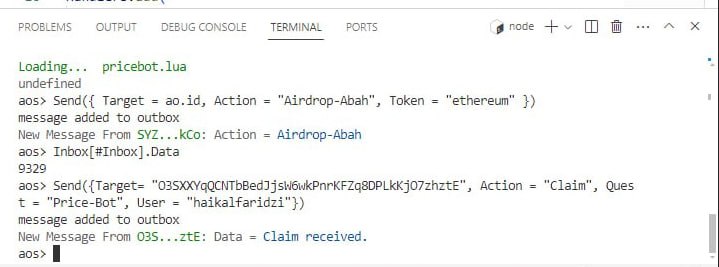 PROBLEMS OUTPUT DEBUG CONSOLE TERMINAL PORTS node
Loading... pricebot.lua
undefined
aos> Send({ Target = ao.id, Action = "Airdrop-Abah", Token = "ethereum" })
message added to outbox
New Message From SYZ...kCo: Action = Airdrop-Abah
aos> Inbox[#Inbox].Data
9329
aos> Send({Target= "O3SXXYqQCNTbBedJjsW6wkPnrKFZq8DPLkKjO7zhztE", Action = "Claim", Ques
t = "Price-Bot", User = "haikalfaridzi"})
message added to outbox
New Message From O3S...ztE: Data = Claim received.
aos>